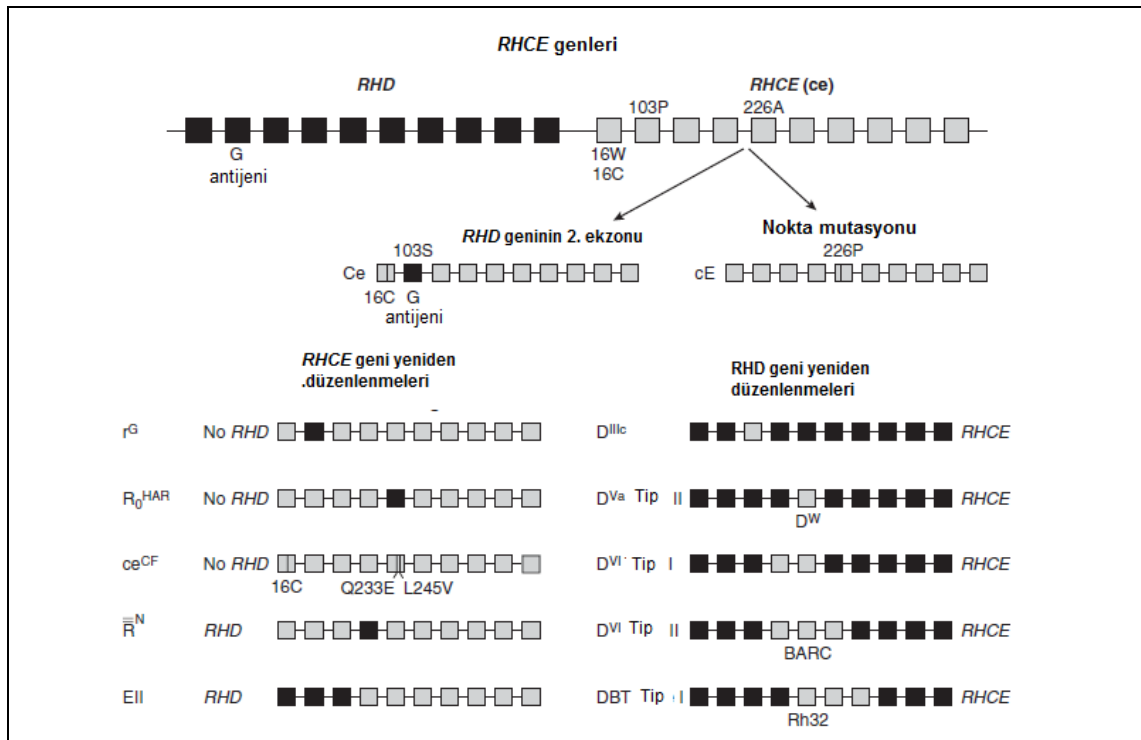 RHCE genleri
RHD
RHCE (ce)
103P
226A
G
antijeni
16W
16C
RHD geninin 2. ekzonu
Nokta mutasyonu
103S
226P
Ce
cE
16C
G
antijeni
RHCE geni yeniden
.düzenlenmeleri
RHD geni yeniden
düzenlenmeleri
rG No RHD
DIIIc RHCE
R0HAR No RHD
DVa Tip II RHCE
DW
ceCF No RHD
16C Q233E L245V
DVI Tip I RHCE
R̿N RHD
DVI Tip II RHCE
BARC
EII RHD
DBT Tip I RHCE
Rh32